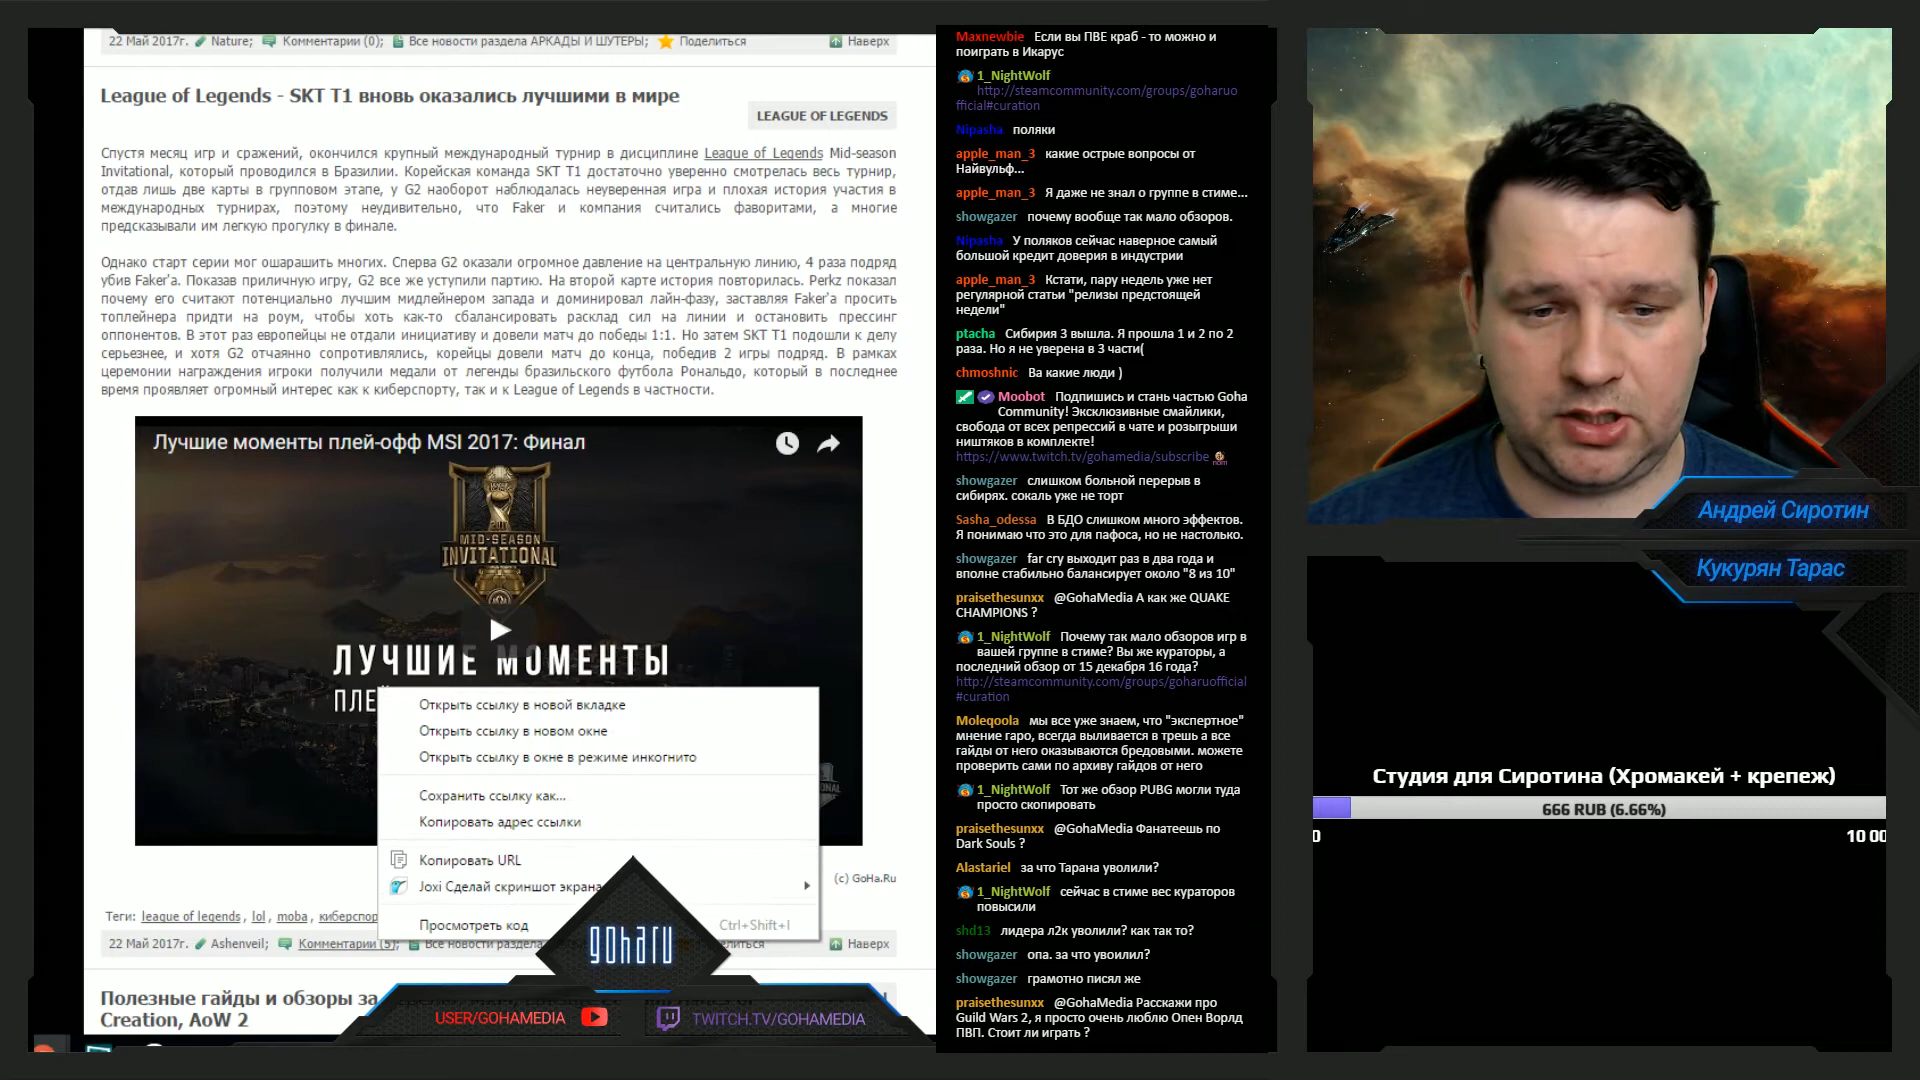 22 Май 2017г. Nature; Комментарии (0); Все новости раздела АРКАДЫ И ШУТЕРЫ; Поделиться Наверх
League of Legends - SKT T1 вновь оказались лучшими в мире
LEAGUE OF LEGENDS
Спустя месяц игр и сражений, окончился крупный международный турнир в дисциплине League of Legends Mid-season
Invitational, который проводился в Бразилии. Корейская команда SKT T1 достаточно уверенно смотрелась весь турнир,
отдав лишь две карты в групповом этапе, у G2 наоборот наблюдалась неуверенная игра и плохая история участия в
международных турнирах, поэтому неудивительно, что Faker и компания считались фаворитами, а многие
предсказывали им легкую прогулку в финале.
Однако старт серии мог ошарашить многих. Сперва G2 оказали огромное давление на центральную линию, 4 раза подряд
убив Faker'а. Показав приличную игру, G2 все же уступили партию. На второй карте история повторилась. Perkz показал
почему его считают потенциально лучшим мидлейнером запада и доминировал лайн-фазу, заставляя Faker'а просить
топлейнера придти на роум, чтобы хоть как-то сбалансировать расклад сил на линии и остановить прессинг
оппонентов. В этот раз европейцы не отдали инициативу и довели матч до победы 1:1. Но затем SKT T1 подошли к делу
серьезнее, и хотя G2 отчаянно сопротивлялись, корейцы довели матч до конца, победив 2 игры подряд. В рамках
церемонии награждения игроки получили медали от легенды бразильского футбола Рональдо, который в последнее
время проявляет огромный интерес как к киберспорту, так и к League of Legends в частности.
Лучшие моменты плей-офф MSI 2017: Финал
MID-SEASON
INVITATIONAL
ЛУЧШИЕ МОМЕНТЫ
ПЛЕ
Открыть ссылку в новой вкладке
Открыть ссылку в новом окне
Открыть ссылку в окне в режиме инкогнито
Сохранить ссылку как...
Копировать адрес ссылки
Копировать URL
Joxi Сделай скриншот экрана
Просмотреть код Ctrl+Shift+I
(c) GoHa.Ru
Теги: league of legends, lol, moba, киберспор
22 Май 2017г. Ashenveil; Комментарии (5); Все новости раздела литься Наверх
Полезные гайды и обзоры за
Creation, AoW 2
goharu
USER/GOHAMEDIA TWITCH.TV/GOHAMEDIA
Maxnewbie Если вы ПВЕ краб - то можно и
поиграть в Икарус
1_NightWolf
http://steamcommunity.com/groups/goharuo
fficial#curation
Nipasha поляки
apple_man_3 какие острые вопросы от
Найвульф...
apple_man_3 Я даже не знал о группе в стиме...
showgazer почему вообще так мало обзоров.
Nipasha У поляков сейчас наверное самый
большой кредит доверия в индустрии
apple_man_3 Кстати, пару недель уже нет
регулярной статьи "релизы предстоящей
недели"
ptacha Сибирия 3 вышла. Я прошла 1 и 2 по 2
раза. Но я не уверена в 3 части(
chmoshnic Ва какие люди )
Moobot Подпишись и стань частью Goha
Community! Эксклюзивные смайлики,
свобода от всех репрессий в чате и розыгрыши
ништяков в комплекте!
https://www.twitch.tv/gohamedia/subscribe
showgazer слишком больной перерыв в
сибирях. сокаль уже не торт
Sasha_odessa В БДО слишком много эффектов.
Я понимаю что это для пафоса, но не настолько.
showgazer far cry выходит раз в два года и
вполне стабильно балансирует около "8 из 10"
praisethesunxx @GohaMedia А как же QUAKE
CHAMPIONS ?
1_NightWolf Почему так мало обзоров игр в
вашей группе в стиме? Вы же кураторы, а
последний обзор от 15 декабря 16 года?
http://steamcommunity.com/groups/goharuofficial
#curation
Moleqoola мы все уже знаем, что "экспертное"
мнение гаро, всегда выливается в трешь а все
гайды от него оказываются бредовыми. можете
проверить сами по архиву гайдов от него
1_NightWolf Тот же обзор PUBG могли туда
просто скопировать
praisethesunxx @GohaMedia Фанатеешь по
Dark Souls ?
Alastariel за что Тарана уволили?
1_NightWolf сейчас в стиме вес кураторов
повысили
shd13 лидера л2к уволили? как так то?
showgazer опа. за что увоилил?
showgazer грамотно писял же
praisethesunxx @GohaMedia Расскажи про
Guild Wars 2, я просто очень люблю Опен Ворлд
ПВП. Стоит ли играть ?
Андрей Сиротин
Кукурян Тарас
Студия для Сиротина (Хромакей + крепеж)
666 RUB (6.66%)
0 10 00